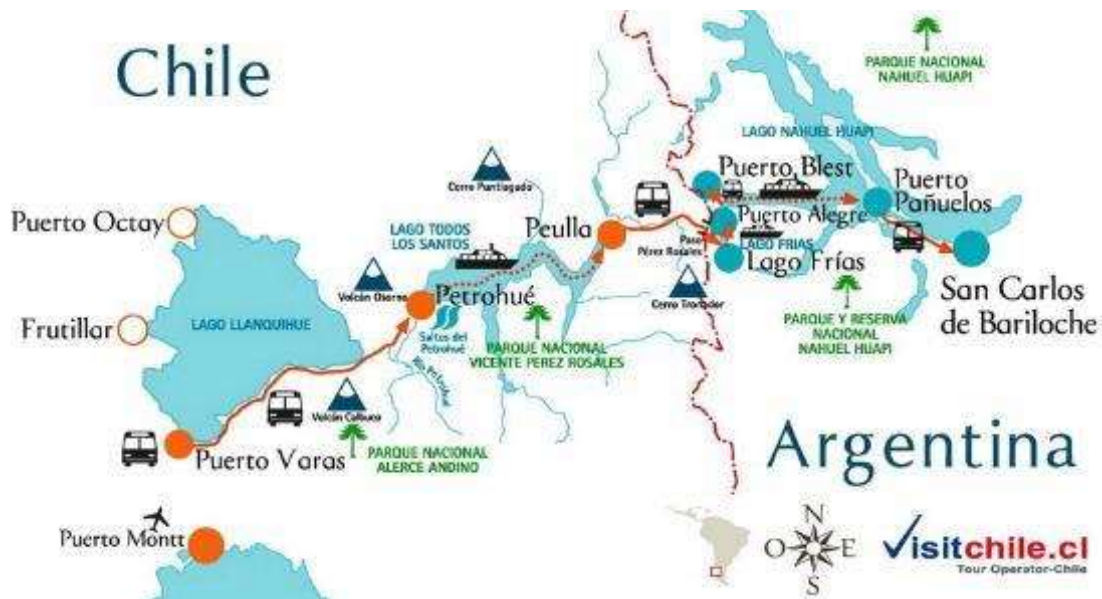 Chile
PARQUE NACIONAL
NAHUEL HUAPI
LAGO NAHUEL HUAPI
Cerro Puntiagudo
Puerto Blest
Puerto
Pañuelos
Puerto Octay
Peulla
Puerto Alegre
LAGO TODOS
LOS SANTOS
Paso
Pérez Rosales
LAGO FRIAS
Lago Frías
Volcán Osorno
Petrohué
Cerro Tronador
San Carlos
de Bariloche
Frutillar
LAGO LLANQUIHUE
Saltos del
Petrohué
PARQUE NACIONAL
VICENTE PEREZ ROSALES
PARQUE Y RESERVA
NACIONAL
NAHUEL HUAPI
Río Petrohué
Volcán Calbuco
Puerto Varas
PARQUE NACIONAL
ALERCE ANDINO
Argentina
Puerto Montt
N
O E
S
Visitchile.cl
Tour Operator-Chile